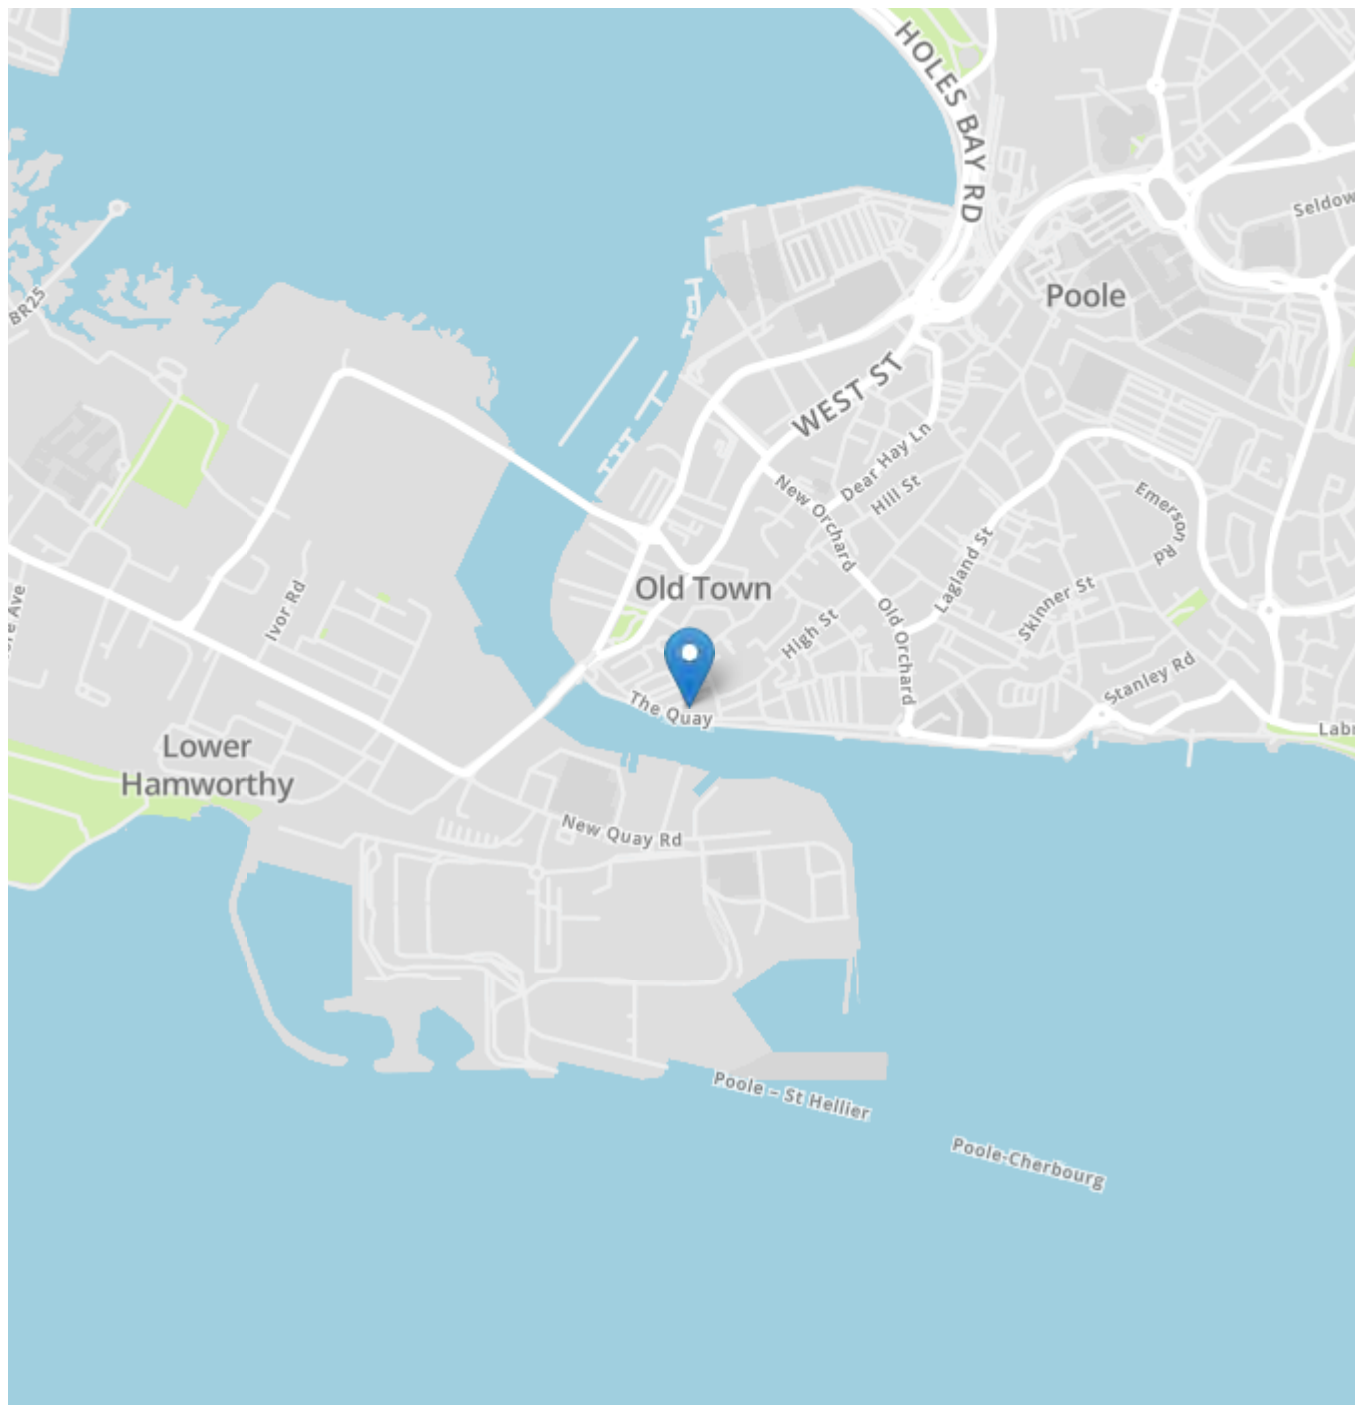 HOLES BAY RD
Seldow
BR25
Poole
WEST ST
Dear Hay Ln
Hill St
New Orchard
Emerson Rd
Lagland St
Old Town
Ivor Rd
Skinner St
High St
Old Orchard
Stanley Rd
The Quay
Labr
Lower
Hamworthy
New Quay Rd
Poole – St Hellier
Poole-Cherbourg